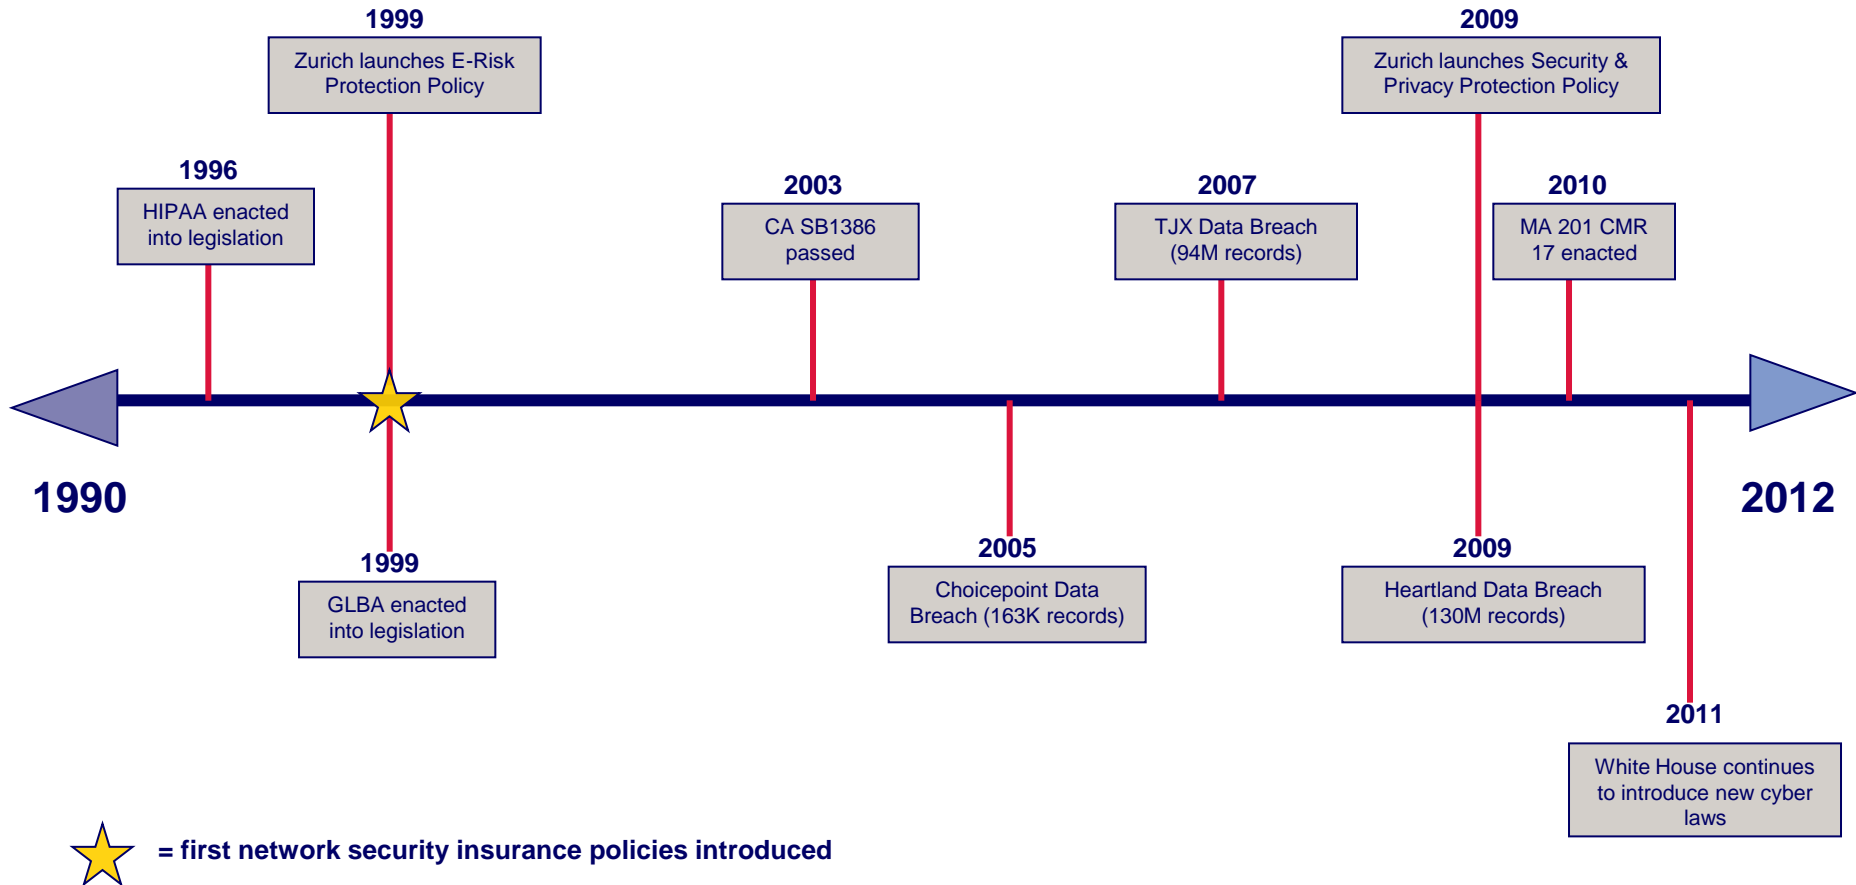 1999
Zurich launches E-Risk
Protection Policy
2009
Zurich launches Security &
Privacy Protection Policy
1996
HIPAA enacted
into legislation
2003
CA SB1386
passed
2007
TJX Data Breach
(94M records)
2010
MA 201 CMR
17 enacted
1990
2012
1999
GLBA enacted
into legislation
2005
Choicepoint Data
Breach (163K records)
2009
Heartland Data Breach
(130M records)
2011
White House continues
to introduce new cyber
laws
= first network security insurance policies introduced